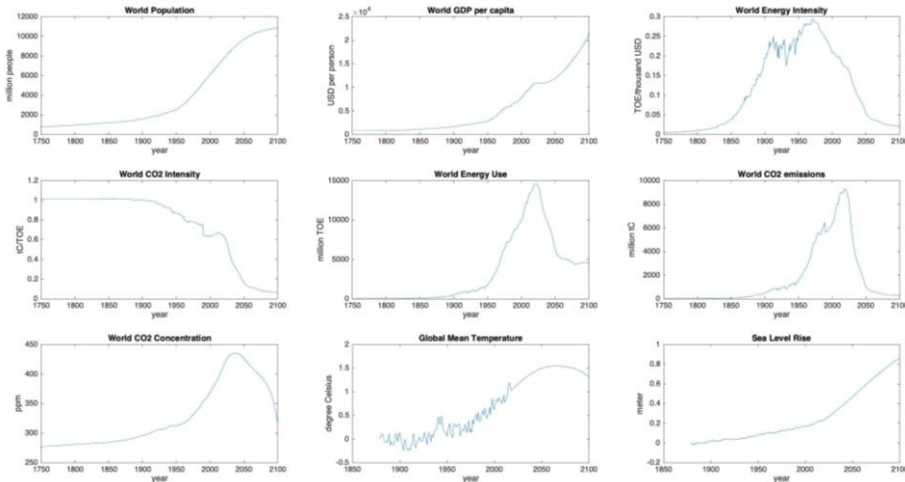 World Population
12000
10000
8000
6000
4000
2000
0
million people
1750 1800 1850 1900 1950 2000 2050 2100
year
World GDP per capita
×10⁴
2.5
2
1.5
1
0.5
0
USD per person
1750 1800 1850 1900 1950 2000 2050 2100
year
World Energy Intensity
0.3
0.25
0.2
0.15
0.1
0.05
0
TOE/thousand USD
1750 1800 1850 1900 1950 2000 2050 2100
year
World CO2 Intensity
1.2
1
0.8
0.6
0.4
0.2
0
tC/TOE
1750 1800 1850 1900 1950 2000 2050 2100
year
World Energy Use
15000
10000
5000
0
million TOE
1750 1800 1850 1900 1950 2000 2050 2100
year
World CO2 emissions
10000
8000
6000
4000
2000
0
million tC
1750 1800 1850 1900 1950 2000 2050 2100
year
World CO2 Concentration
450
400
350
300
250
ppm
1750 1800 1850 1900 1950 2000 2050 2100
year
Global Mean Temperature
2
1.5
1
0.5
0
-0.5
degree Celsius
1850 1900 1950 2000 2050 2100
year
Sea Level Rise
1
0.8
0.6
0.4
0.2
0
-0.2
meter
1850 1900 1950 2000 2050 2100
year